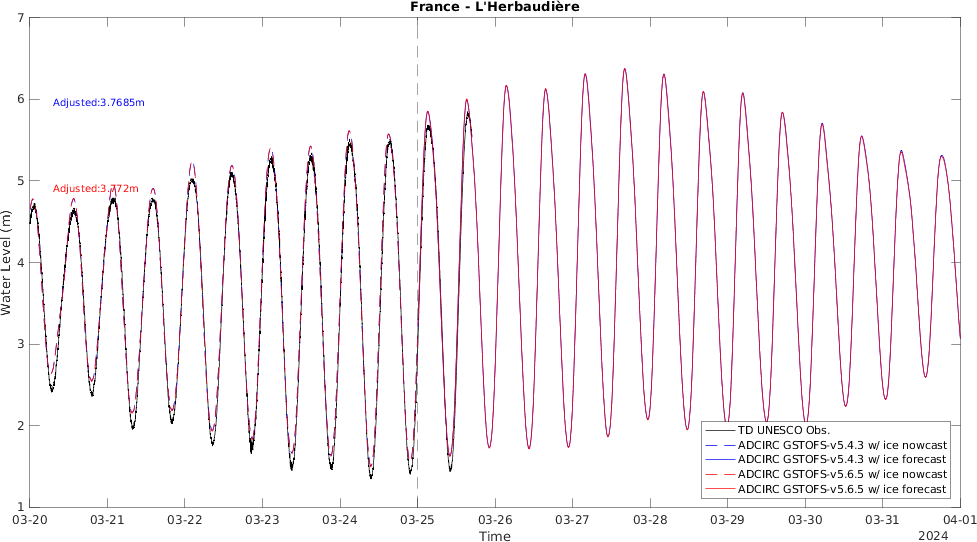 France - L'Herbaudière
7
6
5
4
3
2
1
Water Level (m)
Adjusted:3.7685m
Adjusted:3.772m
TD UNESCO Obs.
ADCIRC GSTOFS-v5.4.3 w/ ice nowcast
ADCIRC GSTOFS-v5.4.3 w/ ice forecast
ADCIRC GSTOFS-v5.6.5 w/ ice nowcast
ADCIRC GSTOFS-v5.6.5 w/ ice forecast
03-20 03-21 03-22 03-23 03-24 03-25 03-26 03-27 03-28 03-29 03-30 03-31 04-01
Time
2024